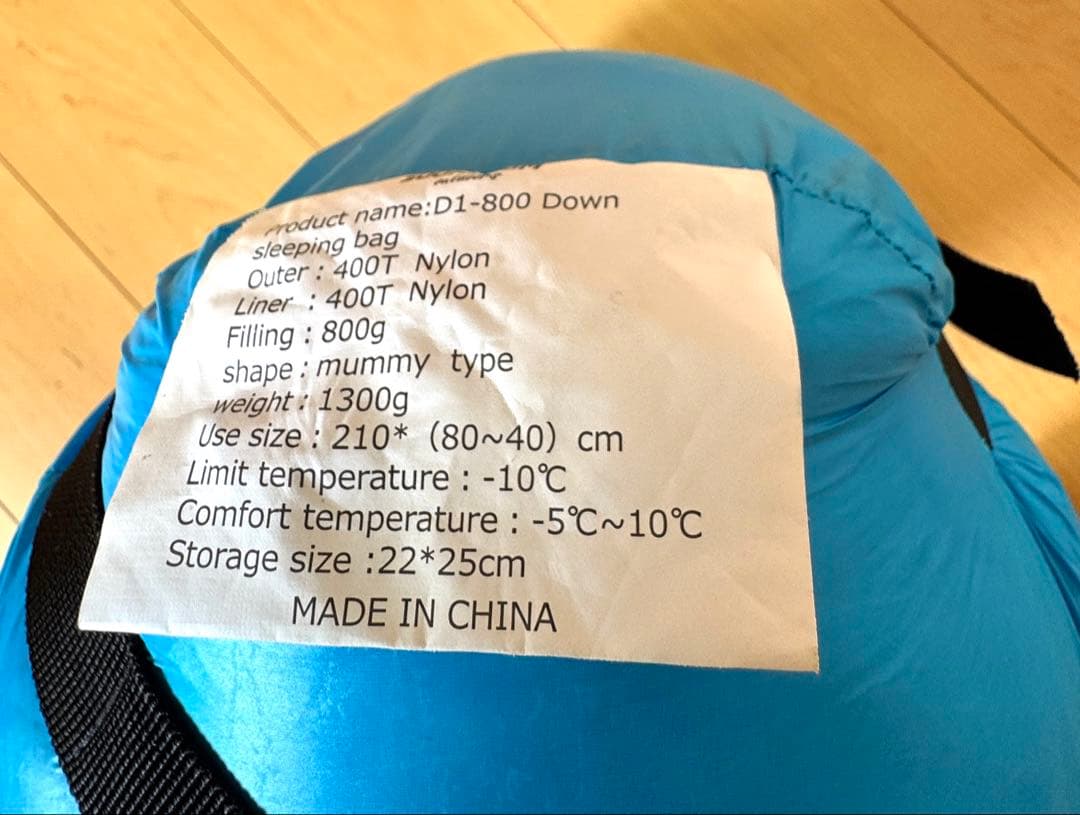 Product name:D1-800 Down
sleeping bag
Outer : 400T Nylon
Liner : 400T Nylon
Filling : 800g
shape : mummy type
weight : 1300g
Use size : 210* (80~40) cm
Limit temperature : -10℃
Comfort temperature : -5℃~10℃
Storage size :22*25cm
MADE IN CHINA